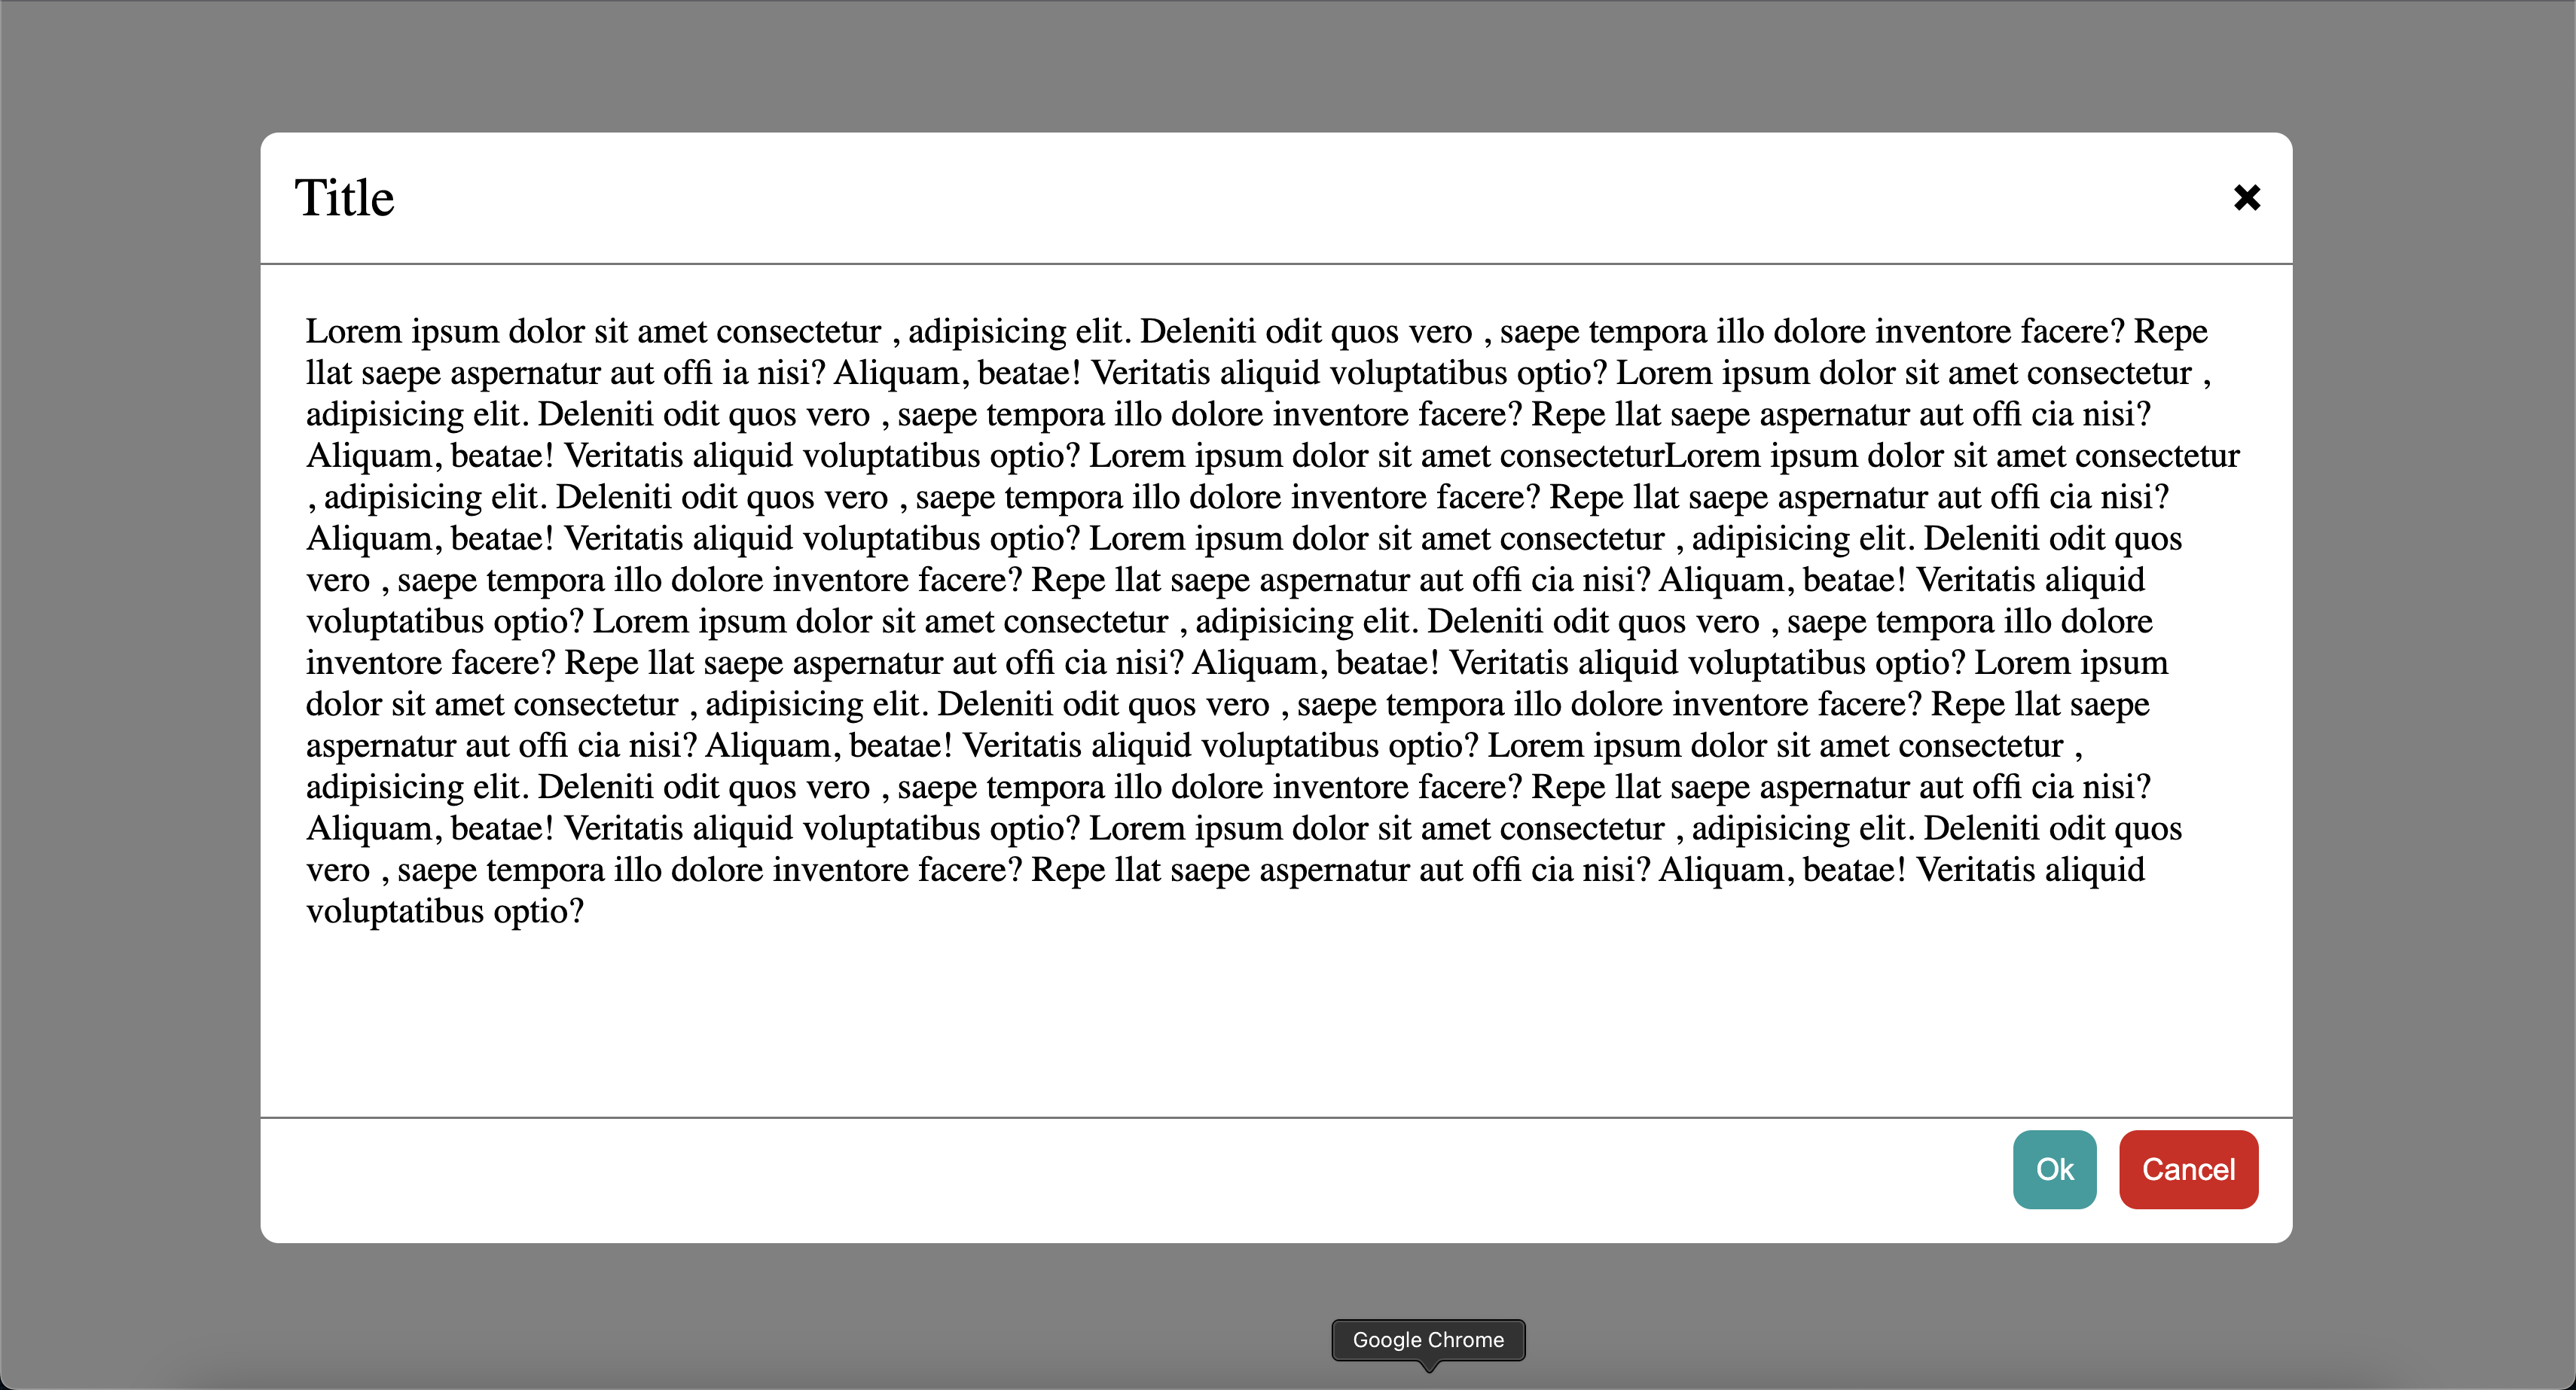 Title
Lorem ipsum dolor sit amet consectetur , adipisicing elit. Deleniti odit quos vero , saepe tempora illo dolore inventore facere? Repe
llat saepe aspernatur aut offi ia nisi? Aliquam, beatae! Veritatis aliquid voluptatibus optio? Lorem ipsum dolor sit amet consectetur ,
adipisicing elit. Deleniti odit quos vero , saepe tempora illo dolore inventore facere? Repe llat saepe aspernatur aut offi cia nisi?
Aliquam, beatae! Veritatis aliquid voluptatibus optio? Lorem ipsum dolor sit amet consecteturLorem ipsum dolor sit amet consectetur
, adipisicing elit. Deleniti odit quos vero , saepe tempora illo dolore inventore facere? Repe llat saepe aspernatur aut offi cia nisi?
Aliquam, beatae! Veritatis aliquid voluptatibus optio? Lorem ipsum dolor sit amet consectetur , adipisicing elit. Deleniti odit quos
vero , saepe tempora illo dolore inventore facere? Repe llat saepe aspernatur aut offi cia nisi? Aliquam, beatae! Veritatis aliquid
voluptatibus optio? Lorem ipsum dolor sit amet consectetur , adipisicing elit. Deleniti odit quos vero , saepe tempora illo dolore
inventore facere? Repe llat saepe aspernatur aut offi cia nisi? Aliquam, beatae! Veritatis aliquid voluptatibus optio? Lorem ipsum
dolor sit amet consectetur , adipisicing elit. Deleniti odit quos vero , saepe tempora illo dolore inventore facere? Repe llat saepe
aspernatur aut offi cia nisi? Aliquam, beatae! Veritatis aliquid voluptatibus optio? Lorem ipsum dolor sit amet consectetur ,
adipisicing elit. Deleniti odit quos vero , saepe tempora illo dolore inventore facere? Repe llat saepe aspernatur aut offi cia nisi?
Aliquam, beatae! Veritatis aliquid voluptatibus optio? Lorem ipsum dolor sit amet consectetur , adipisicing elit. Deleniti odit quos
vero , saepe tempora illo dolore inventore facere? Repe llat saepe aspernatur aut offi cia nisi? Aliquam, beatae! Veritatis aliquid
voluptatibus optio?
Ok Cancel
Google Chrome